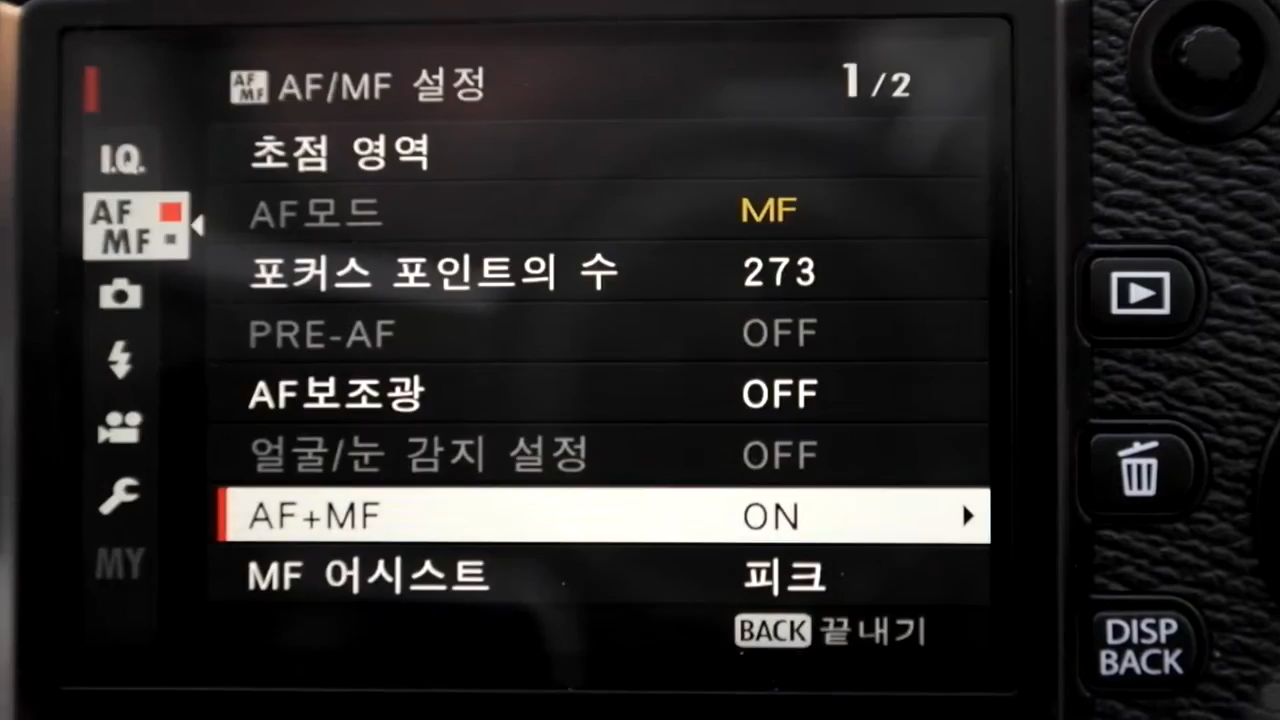 AF MF AF/MF 설정 1/2
I.Q.
초점 영역
AF MF
AF모드 MF
포커스 포인트의 수 273
PRE-AF OFF
AF보조광 OFF
얼굴/눈 감지 설정 OFF
AF+MF ON
MY
MF 어시스트 피크
BACK 끝내기
DISP
BACK